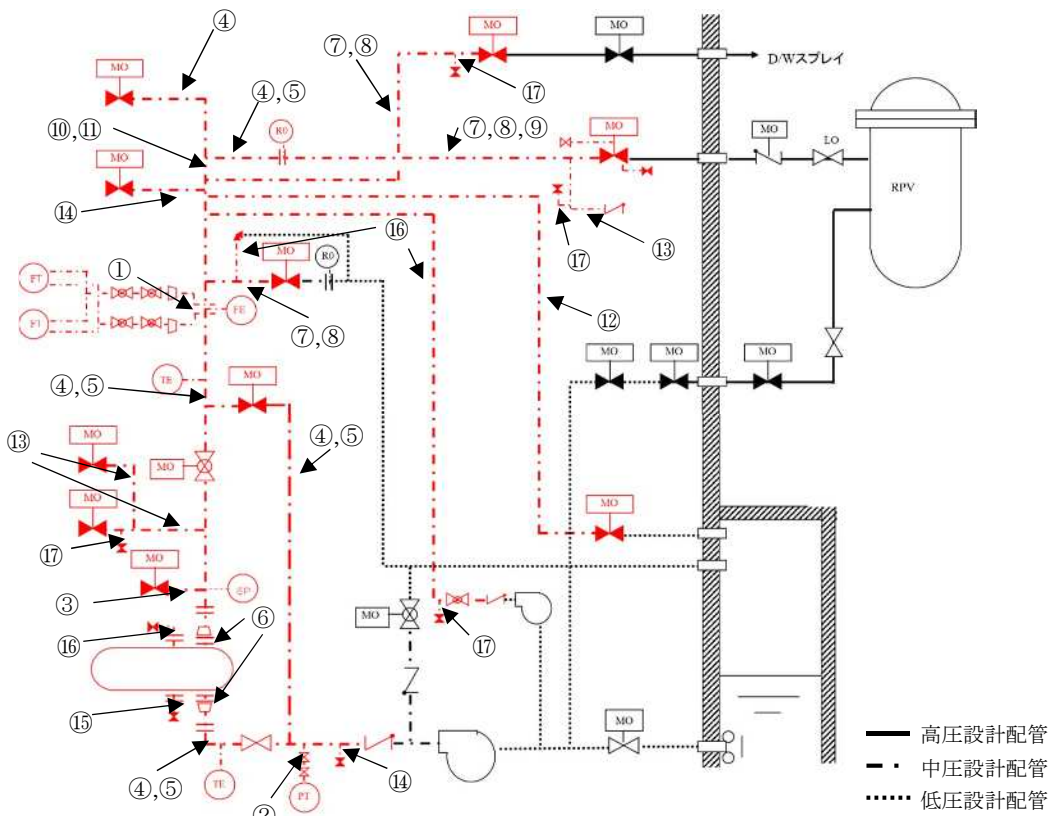 ④
MO
MO
MO
D/Wスプレイ
⑦,⑧
⑰
④,⑤
MO
⑩,⑪
RO
⑦,⑧,⑨
MO
MO
LO
RPV
⑭
⑰
⑬
⑯
MO
RO
①
FT
FE
FT
⑦,⑧
⑫
④,⑤
TE
MO
MO
MO
MO
⑬
MO
MO
④,⑤
MO
MO
⑰
MO
③
MO
⑥
⑰
⑯
⑮
MO
④,⑤
⑭
TE
PT
②
高圧設計配管
中圧設計配管
低圧設計配管